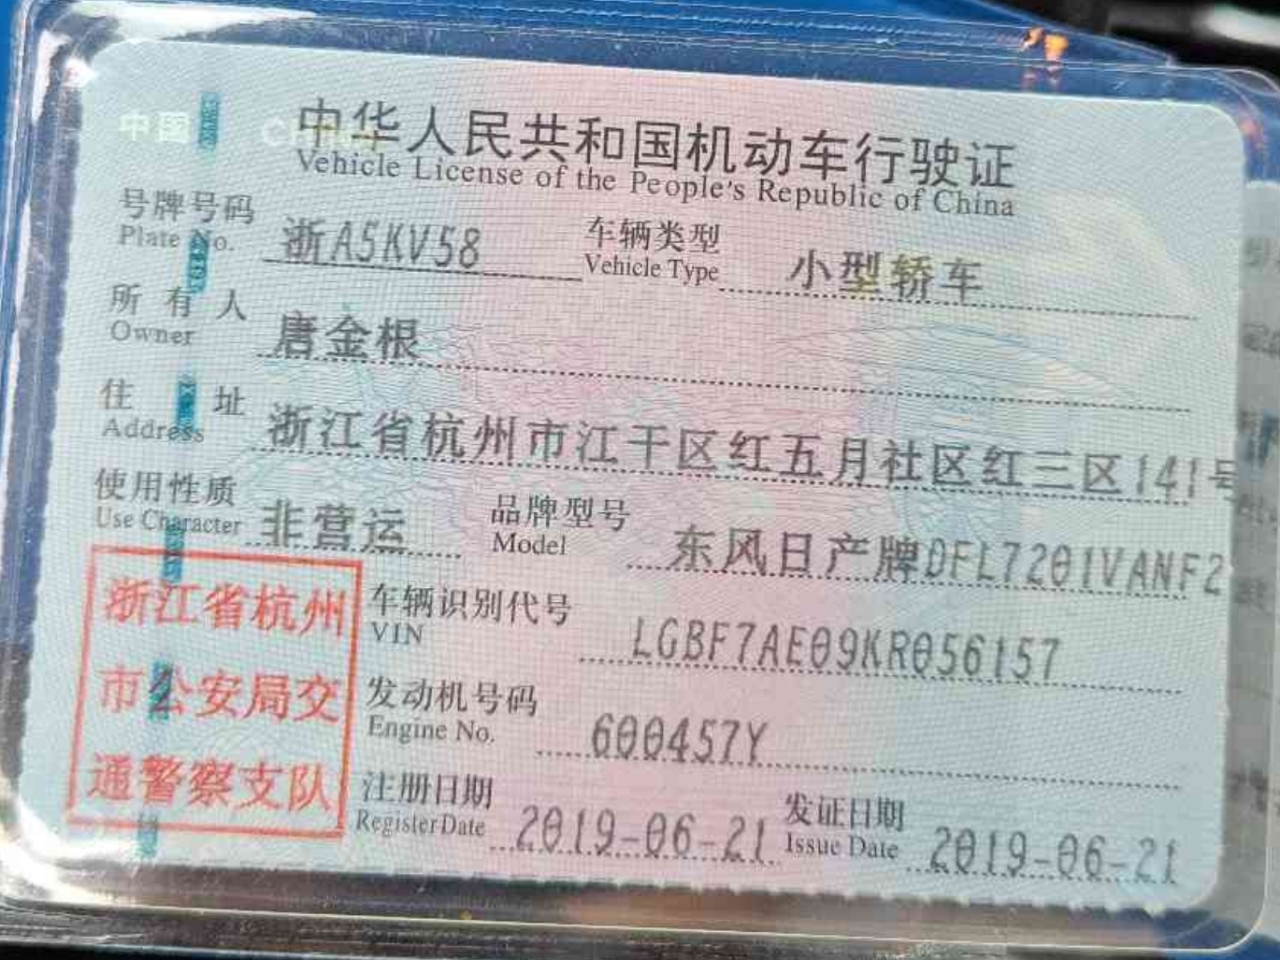 中国 CHINA
中华人民共和国机动车行驶证
Vehicle License of the People's Republic of China
号牌号码 浙A5KV58 车辆类型 小型轿车
Plate No. Vehicle Type
所有人 唐金根
Owner
住址 浙江省杭州市江干区红五月社区红三区141号
Address
使用性质 非营运 品牌型号 东风日产牌DFL7201VANF2
Use Character Model
浙江省杭州
市公安局交
通警察支队
车辆识别代号 LGBF7AE09KR056157
VIN
发动机号码 600457Y
Engine No.
注册日期 2019-06-21 发证日期 2019-06-21
Register Date Issue Date